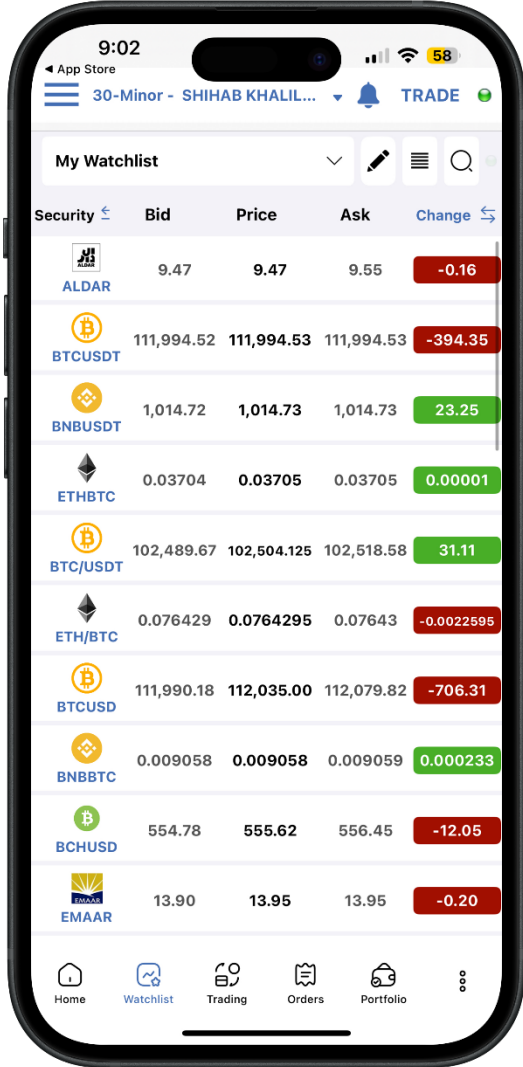 9:02
58
◀ App Store
30-Minor - SHIHAB KHALIL... TRADE
My Watchlist
Security Bid Price Ask Change
ALDAR
9.47 9.47 9.55 -0.16
ALDAR
111,994.52 111,994.53 111,994.53 -394.35
BTCUSDT
1,014.72 1,014.73 1,014.73 23.25
BNBUSDT
0.03704 0.03705 0.03705 0.00001
ETHBTC
102,489.67 102,504.125 102,518.58 31.11
BTC/USDT
0.076429 0.0764295 0.07643 -0.0022595
ETH/BTC
111,990.18 112,035.00 112,079.82 -706.31
BTCUSD
0.009058 0.009058 0.009059 0.000233
BNBBTC
554.78 555.62 556.45 -12.05
BCHUSD
EMAAR
13.90 13.95 13.95 -0.20
EMAAR
Home Watchlist Trading Orders Portfolio